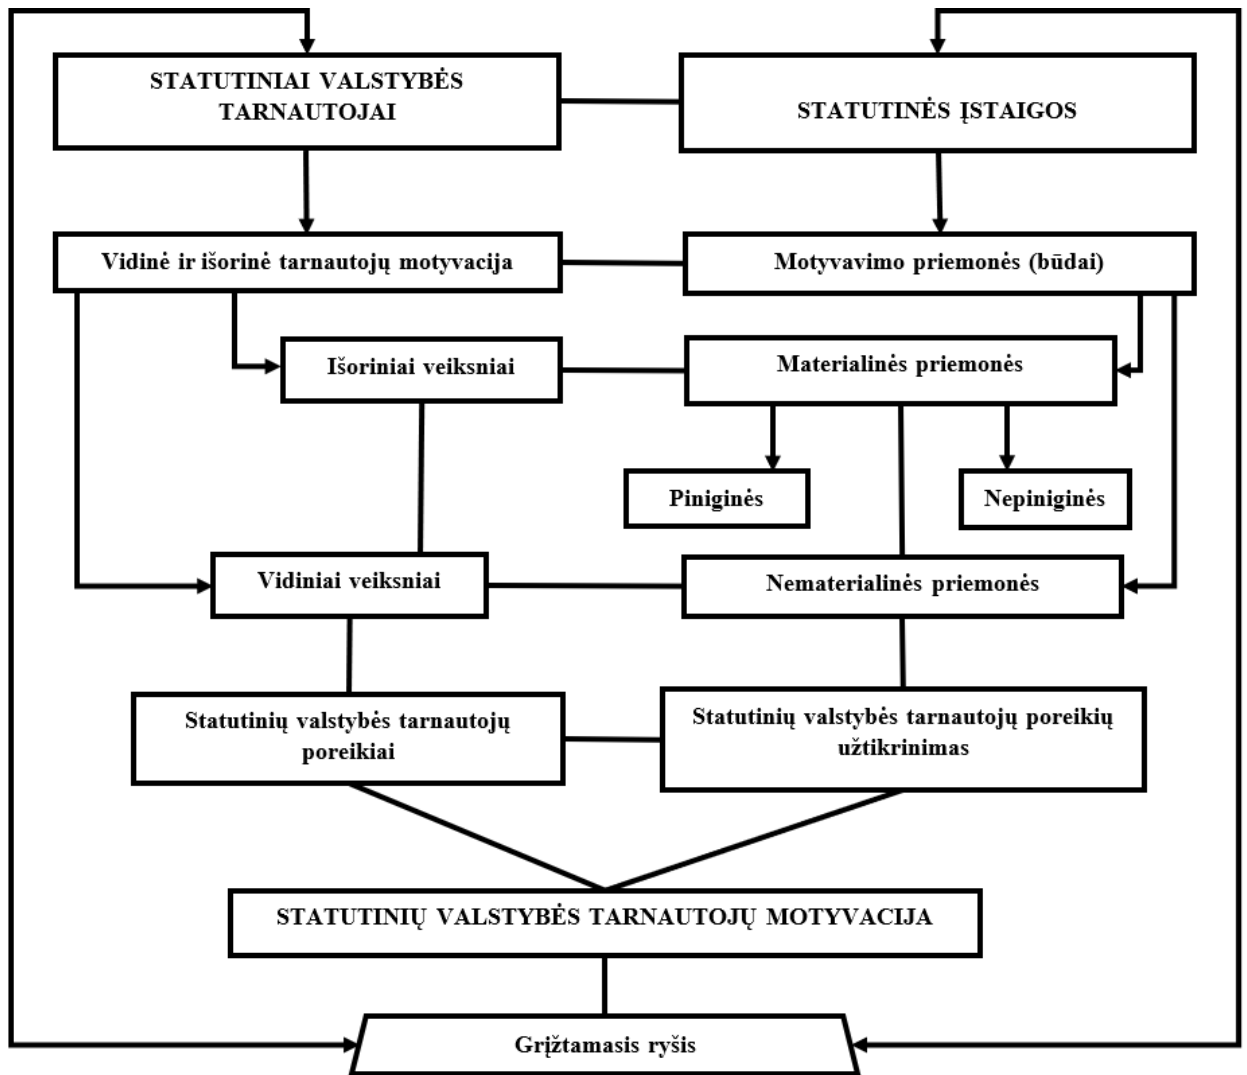 STATUTINIAI VALSTYBĖS
TARNAUTOJAI
STATUTINĖS ĮSTAIGOS
Vidinė ir išorinė tarnautojų motyvacija
Motyvavimo priemonės (būdai)
Išoriniai veiksniai
Materialinės priemonės
Piniginės
Nepiniginės
Vidiniai veiksniai
Nematerialinės priemonės
Statutinių valstybės tarnautojų
poreikiai
Statutinių valstybės tarnautojų poreikių
užtikrinimas
STATUTINIŲ VALSTYBĖS TARNAUTOJŲ MOTYVACIJA
Grįžtamasis ryšis